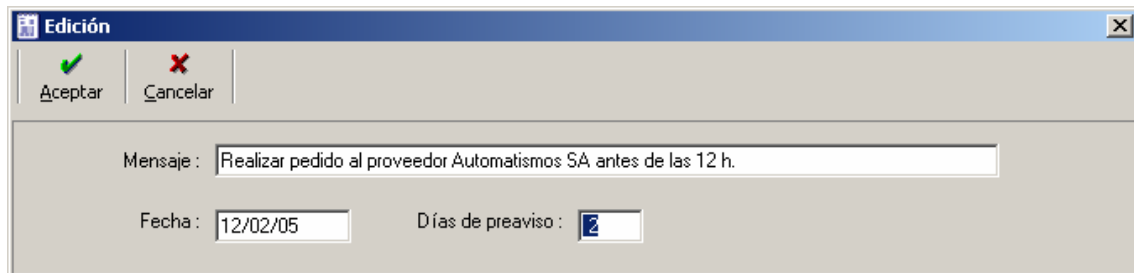 Edición
Aceptar Cancelar
Mensaje : Realizar pedido al proveedor Automatismos SA antes de las 12 h.
Fecha : 12/02/05 Días de preaviso : 2